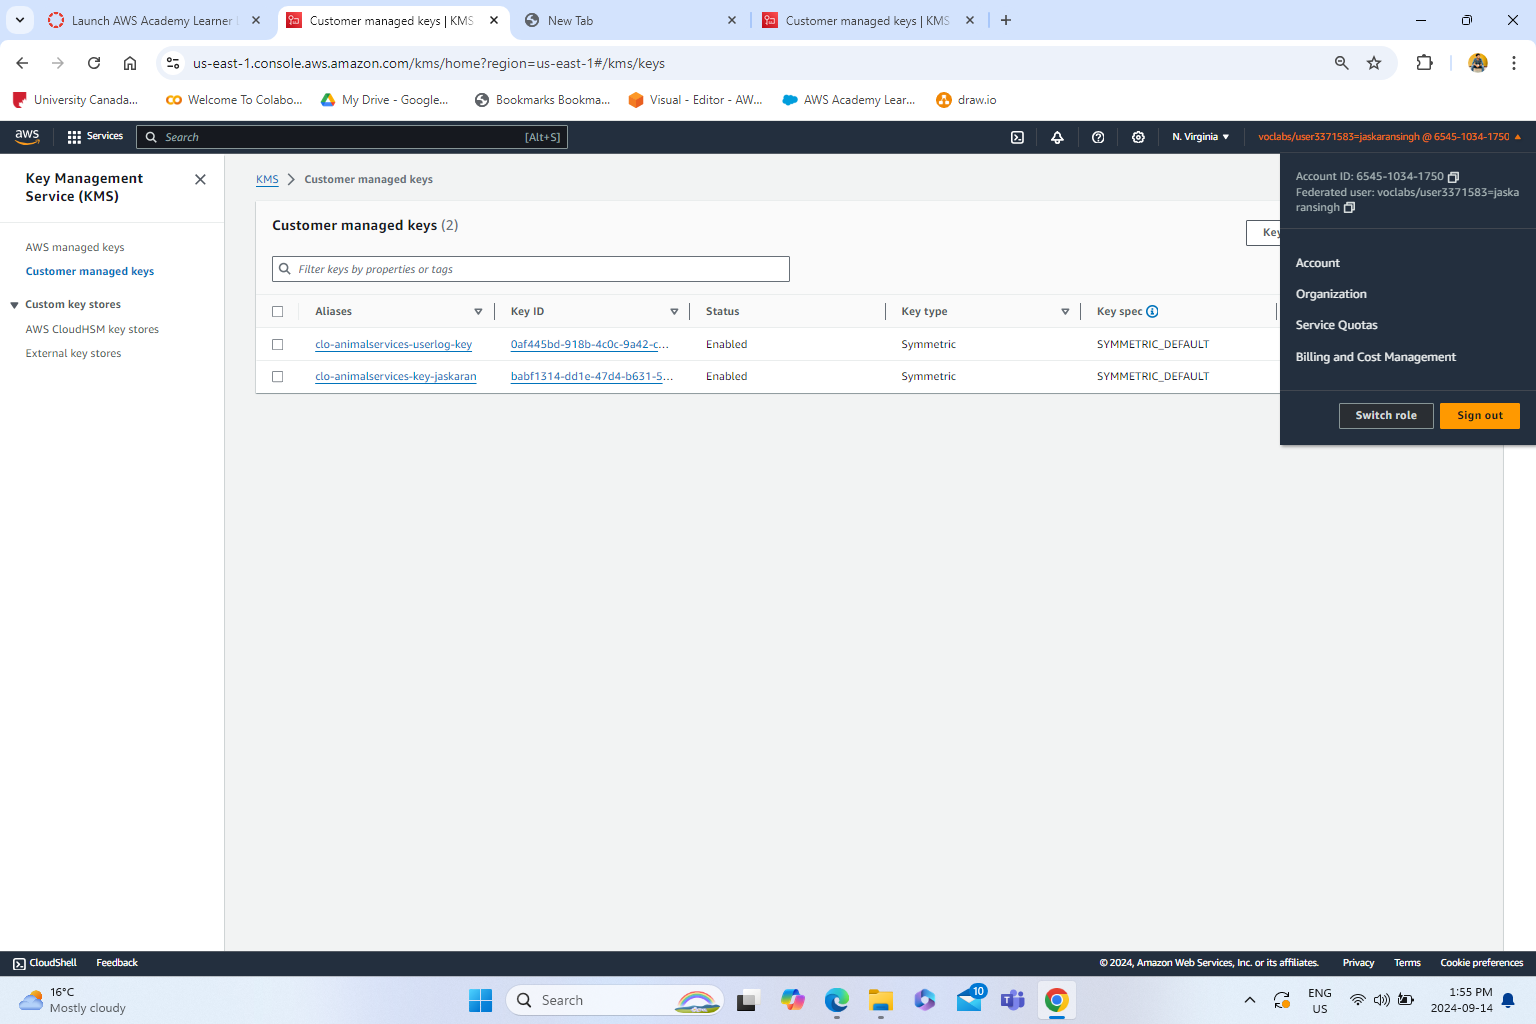 Launch AWS Academy Learner
Customer managed keys | KMS
New Tab
Customer managed keys | KMS
us-east-1.console.aws.amazon.com/kms/home?region=us-east-1#/kms/keys
University Canada...
Welcome To Colabo...
My Drive - Google...
Bookmarks Bookma...
Visual - Editor - AW...
AWS Academy Lear...
draw.io
aws
Services
Search
[Alt+S]
N. Virginia
voclabs/user3371583=jaskaransingh @ 6545-1034-1750
Account ID: 6545-1034-1750
Federated user: voclabs/user3371583=jaska
ransingh
Account
Organization
Service Quotas
Billing and Cost Management
Switch role
Sign out
Key Management
Service (KMS)
AWS managed keys
Customer managed keys
Custom key stores
AWS CloudHSM key stores
External key stores
KMS
Customer managed keys
Customer managed keys (2)
Key
Filter keys by properties or tags
Aliases
Key ID
Status
Key type
Key spec
clo-animalservices-userlog-key
0af445bd-918b-4c0c-9a42-c...
Enabled
Symmetric
SYMMETRIC_DEFAULT
clo-animalservices-key-jaskaran
babf1314-dd1e-47d4-b631-5...
Enabled
Symmetric
SYMMETRIC_DEFAULT
CloudShell
Feedback
© 2024, Amazon Web Services, Inc. or its affiliates.
Privacy
Terms
Cookie preferences
16°C
Mostly cloudy
Search
10
ENG
US
1:55 PM
2024-09-14